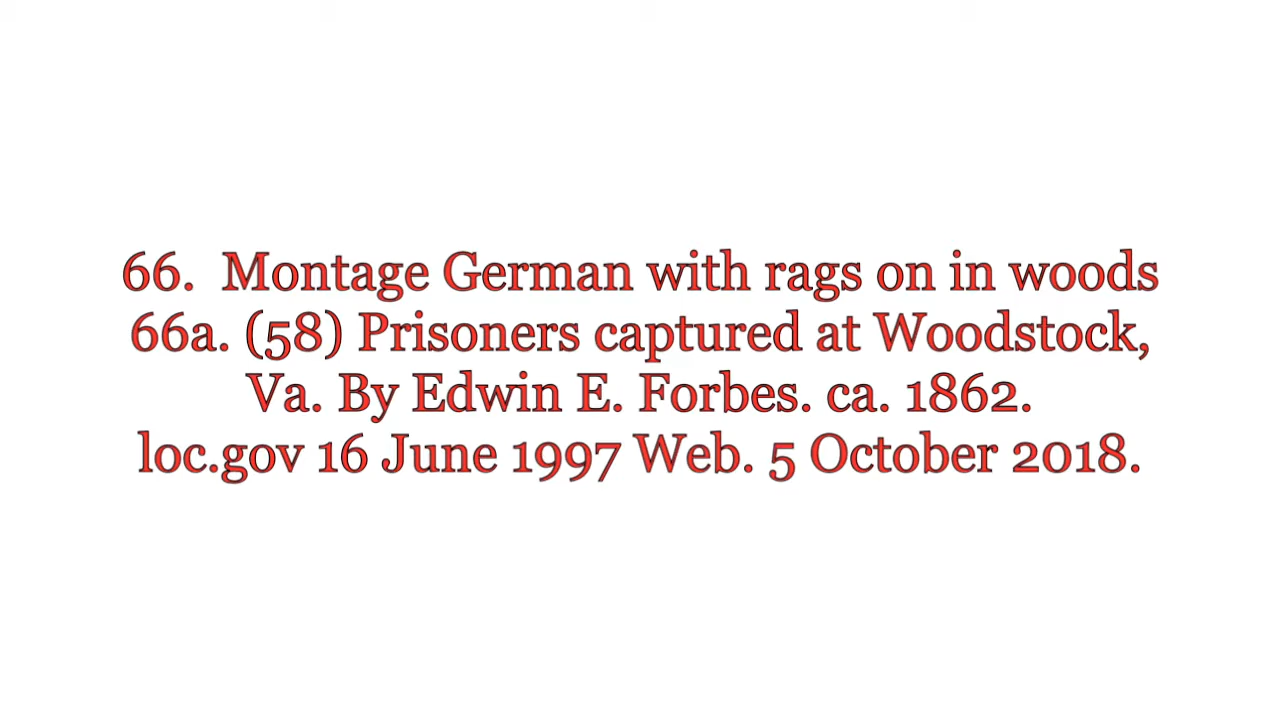 66.  Montage German with rags on in woods
66a. (58) Prisoners captured at Woodstock,
Va. By Edwin E. Forbes. ca. 1862.
loc.gov 16 June 1997 Web. 5 October 2018.